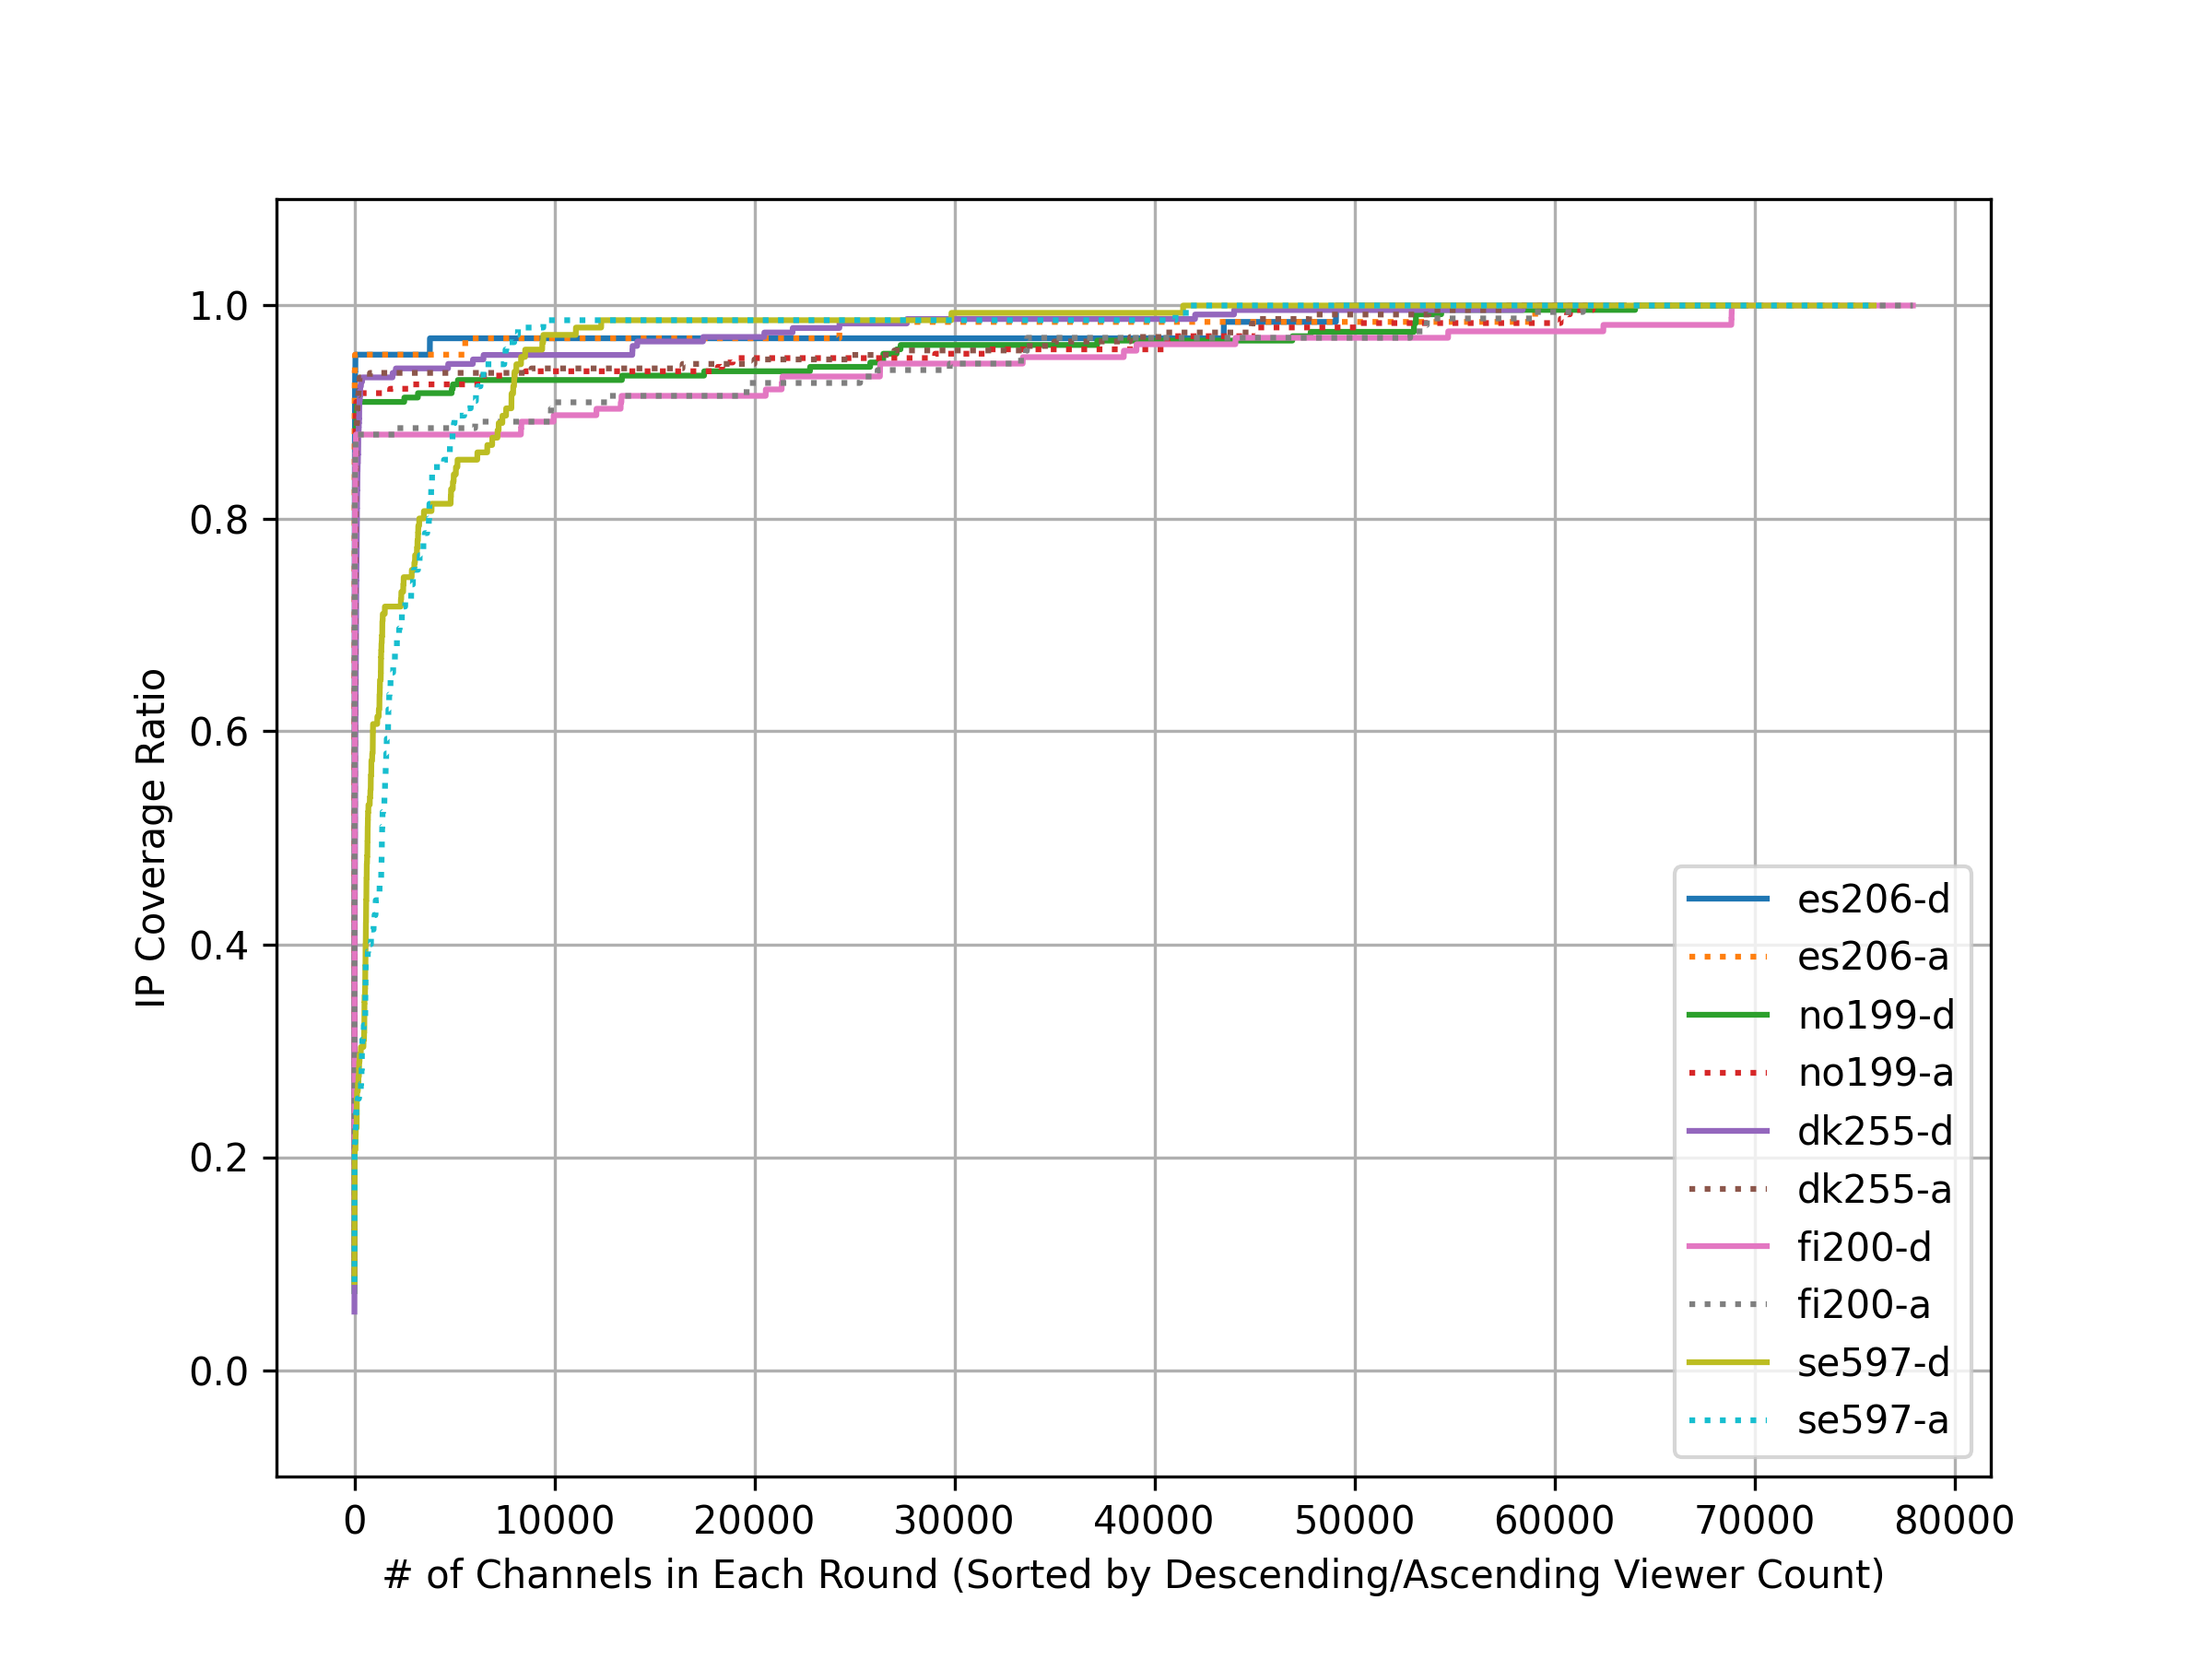 1.0
0.8
0.6
0.4
0.2
0.0
IP Coverage Ratio
0 10000 20000 30000 40000 50000 60000 70000 80000
# of Channels in Each Round (Sorted by Descending/Ascending Viewer Count)
es206-d
es206-a
no199-d
no199-a
dk255-d
dk255-a
fi200-d
fi200-a
se597-d
se597-a